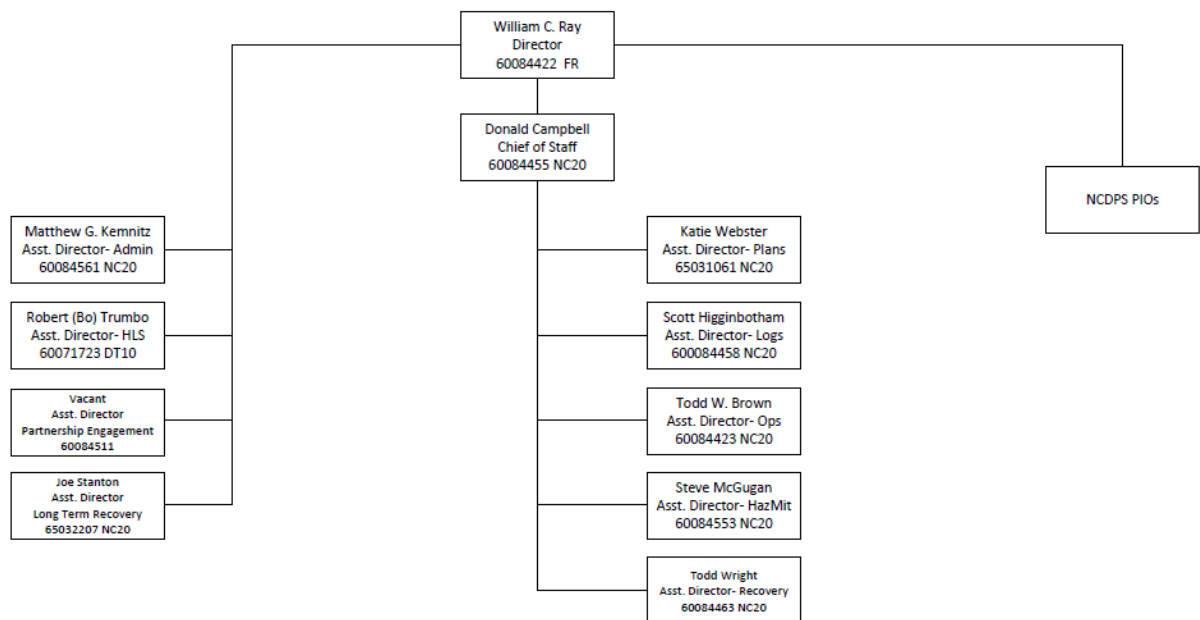 William C. Ray
Director
60084422 FR
Donald Campbell
Chief of Staff
60084455 NC20
NCDPS PIOs
Matthew G. Kemnitz
Asst. Director- Admin
60084561 NC20
Robert (Bo) Trumbo
Asst. Director- HLS
60071723 DT10
Vacant
Asst. Director
Partnership Engagement
60084511
Joe Stanton
Asst. Director
Long Term Recovery
65032207 NC20
Katie Webster
Asst. Director- Plans
65031061 NC20
Scott Higginbotham
Asst. Director- Logs
600084458 NC20
Todd W. Brown
Asst. Director- Ops
60084423 NC20
Steve McGugan
Asst. Director- HazMit
60084553 NC20
Todd Wright
Asst. Director- Recovery
60084463 NC20